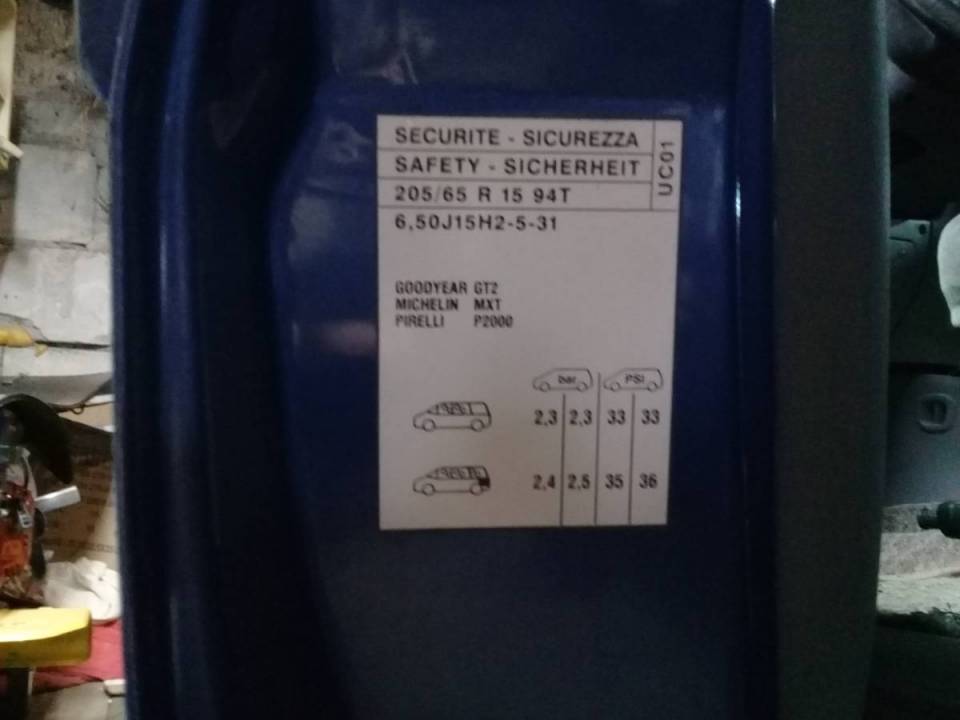 SECURITE - SICUREZZA
SAFETY - SICHERHEIT
UC01
205/65 R 15 94T
6,50J15H2-5-31
GOODYEAR GT2
MICHELIN MXT
PIRELLI P2000
bar PSI
2,3 2,3 33 33
2,4 2,5 35 36